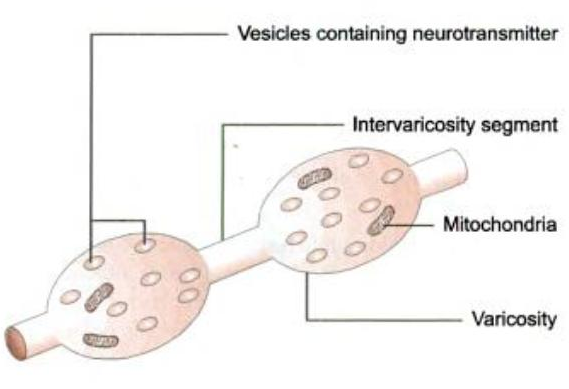 Vesicles containing neurotransmitter
Intervaricosity segment
Mitochondria
Varicosity